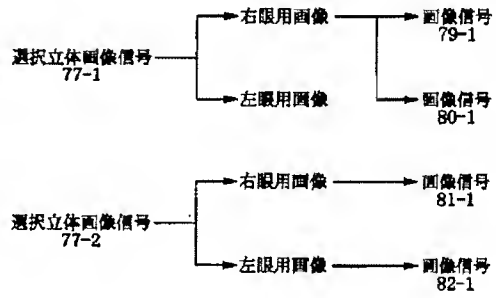 右眼用画像
画像信号
79-1
選択立体画像信号
77-1
左眼用画像
画像信号
80-1
右眼用画像
画像信号
81-1
選択立体画像信号
77-2
左眼用画像
画像信号
82-1